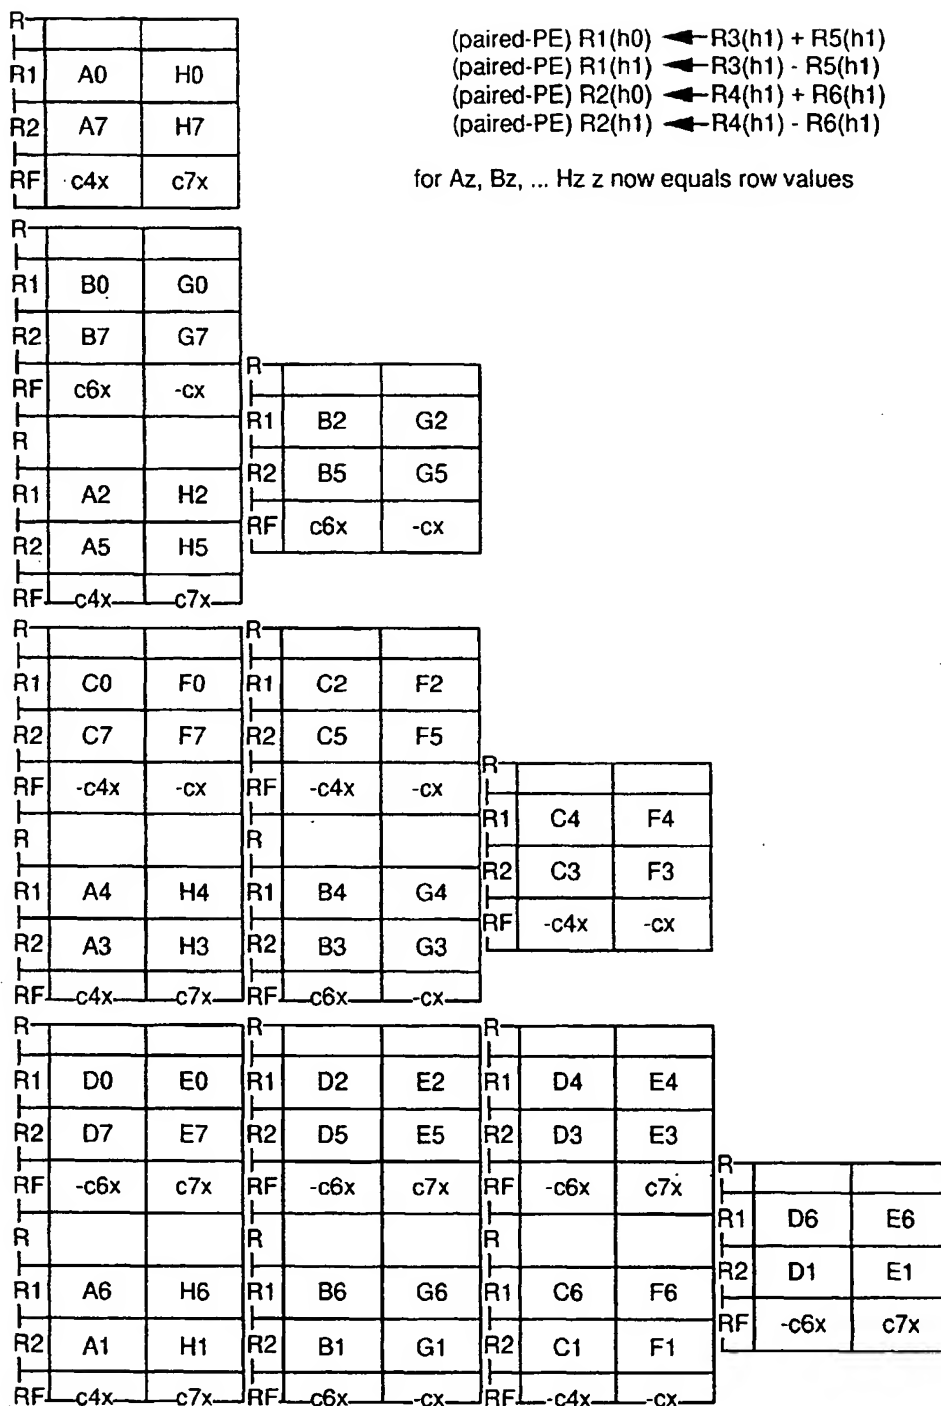 (paired-PE) R1(h0) ← R3(h1) + R5(h1)
(paired-PE) R1(h1) ← R3(h1) - R5(h1)
(paired-PE) R2(h0) ← R4(h1) + R6(h1)
(paired-PE) R2(h1) ← R4(h1) - R6(h1)
for Az, Bz, ... Hz z now equals row values
R
R1 A0 H0
R2 A7 H7
RF c4x c7x
R
R1 B0 G0
R2 B7 G7
RF c6x -cx
R
R1 A2 H2
R2 A5 H5
RF c4x c7x
R
R1 B2 G2
R2 B5 G5
RF c6x -cx
R
R1 C0 F0
R2 C7 F7
RF -c4x -cx
R
R1 A4 H4
R2 A3 H3
RF c4x c7x
R
R1 C2 F2
R2 C5 F5
RF -c4x -cx
R
R1 B4 G4
R2 B3 G3
RF c6x -cx
R
R1 C4 F4
R2 C3 F3
RF -c4x -cx
R
R1 D0 E0
R2 D7 E7
RF -c6x c7x
R
R1 A6 H6
R2 A1 H1
RF c4x c7x
R
R1 D2 E2
R2 D5 E5
RF -c6x c7x
R
R1 B6 G6
R2 B1 G1
RF c6x -cx
R
R1 D4 E4
R2 D3 E3
RF -c6x c7x
R
R1 C6 F6
R2 C1 F1
RF -c4x -cx
R
R1 D6 E6
R2 D1 E1
RF -c6x c7x